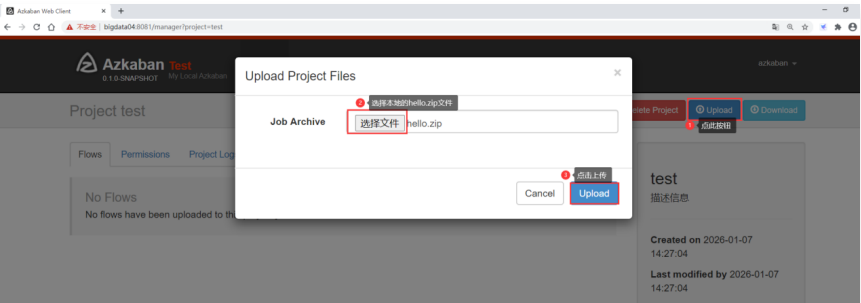 Azkaban Web Client
不安全 | bigdata04:8081/manager?project=test
Azkaban Test
0.1.0-SNAPSHOT My Local Azkaban
azkaban
Upload Project Files
×
Project test
elete Project
Upload
Download
1 点此按钮
2 选择本地的hello.zip文件
Job Archive
选择文件 hello.zip
3 点击上传
Cancel
Upload
Flows
Permissions
Project Log
No Flows
No flows have been uploaded to th
test
描述信息
Created on 2026-01-07
14:27:04
Last modified by 2026-01-07
14:27:04